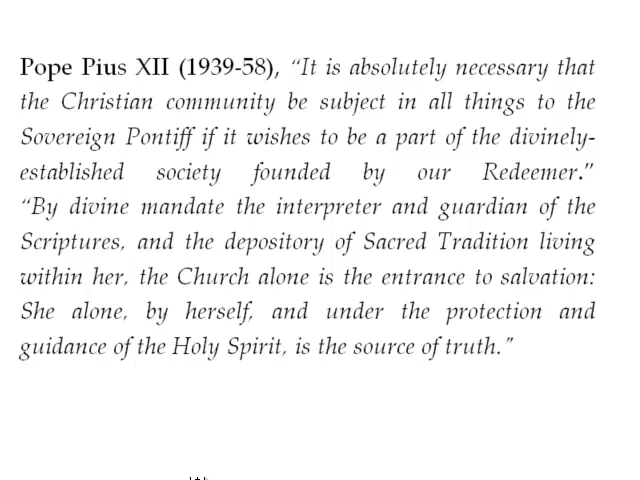 Pope Pius XII (1939-58), “It is absolutely necessary that
the Christian community be subject in all things to the
Sovereign Pontiff if it wishes to be a part of the divinely-
established society founded by our Redeemer.”
“By divine mandate the interpreter and guardian of the
Scriptures, and the depository of Sacred Tradition living
within her, the Church alone is the entrance to salvation:
She alone, by herself, and under the protection and
guidance of the Holy Spirit, is the source of truth.”